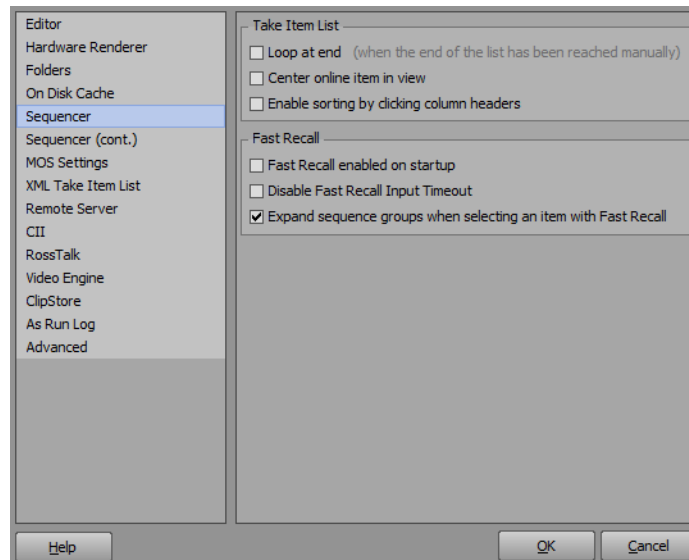 Editor
Hardware Renderer
Folders
On Disk Cache
Sequencer
Sequencer (cont.)
MOS Settings
XML Take Item List
Remote Server
CII
RossTalk
Video Engine
ClipStore
As Run Log
Advanced
Take Item List
Loop at end (when the end of the list has been reached manually)
Center online item in view
Enable sorting by clicking column headers
Fast Recall
Fast Recall enabled on startup
Disable Fast Recall Input Timeout
Expand sequence groups when selecting an item with Fast Recall
Help
OK
Cancel